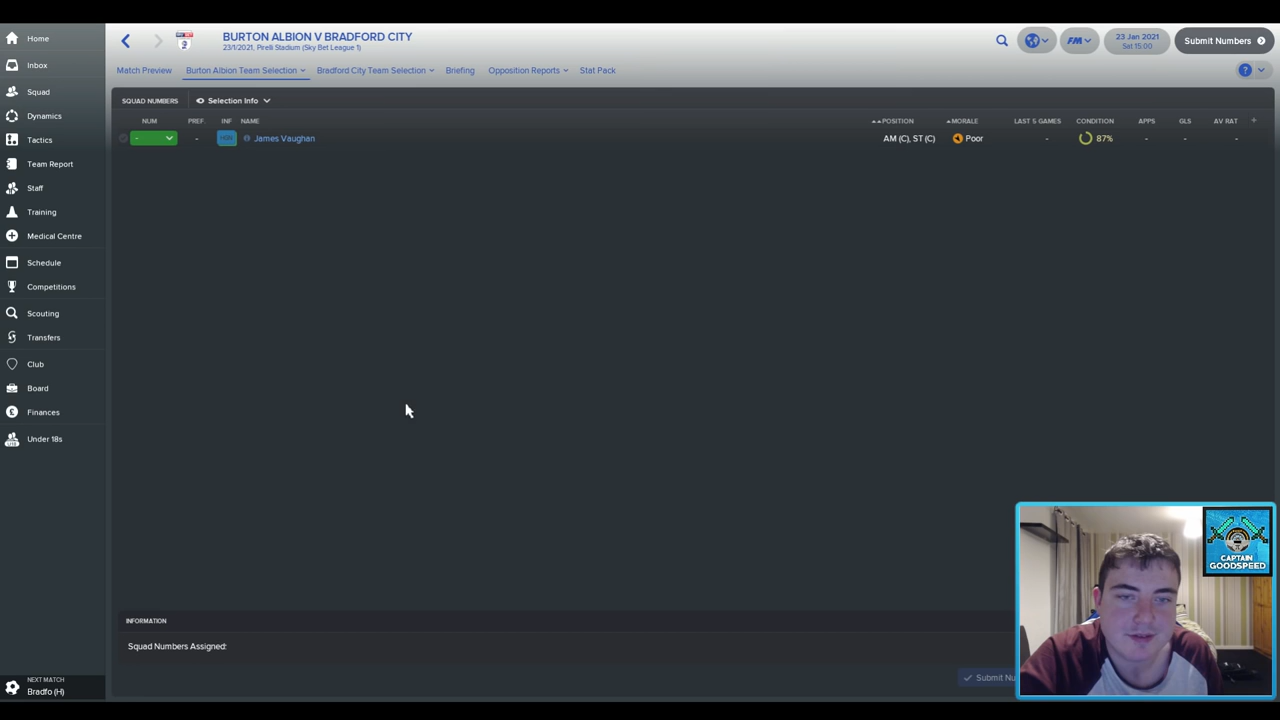 Home
Inbox
Squad
Dynamics
Tactics
Team Report
Staff
Training
Medical Centre
Schedule
Competitions
Scouting
Transfers
Club
Board
Finances
Under 18s
NEXT MATCH
Bradfo (H)
BURTON ALBION V BRADFORD CITY
23/1/2021, Pirelli Stadium (Sky Bet League 1)
FM
23 Jan 2021
Sat 15:00
Submit Numbers
Match Preview
Burton Albion Team Selection
Bradford City Team Selection
Briefing
Opposition Reports
Stat Pack
?
SQUAD NUMBERS
Selection Info
NUM PREF. INF NAME POSITION MORALE LAST 5 GAMES CONDITION APPS GLS AV RAT +
- - James Vaughan AM (C), ST (C) Poor - 87% - - -
INFORMATION
Squad Numbers Assigned:
Submit Nu
CAPTAIN
GOODSPEED